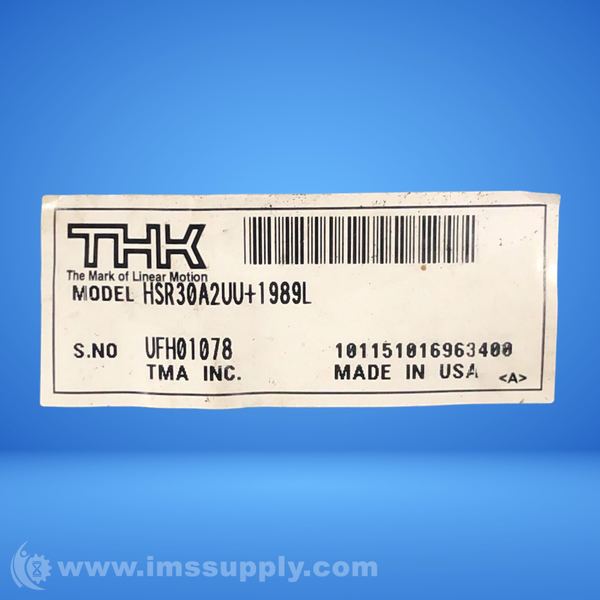 THK
The Mark of Linear Motion
MODEL HSR30A2UU+1989L
S.NO UFH01078 101151016963400
TMA INC. MADE IN USA <A>
www.imssupply.com